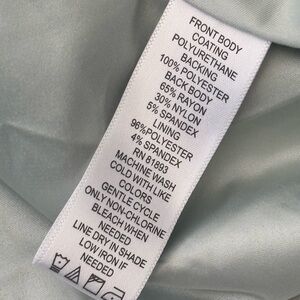 FRONT BODY
COATING
POLYURETHANE
BACKING
100% POLYESTER
BACK BODY
65% RAYON
30% NYLON
5% SPANDEX
LINING
96%POLYESTER
4% SPANDEX
RN 81893
MACHINE WASH
COLD WITH LIKE
COLORS
GENTLE CYCLE
ONLY NON-CHLORINE
BLEACH WHEN
NEEDED
LINE DRY IN SHADE
LOW IRON IF
NEEDED